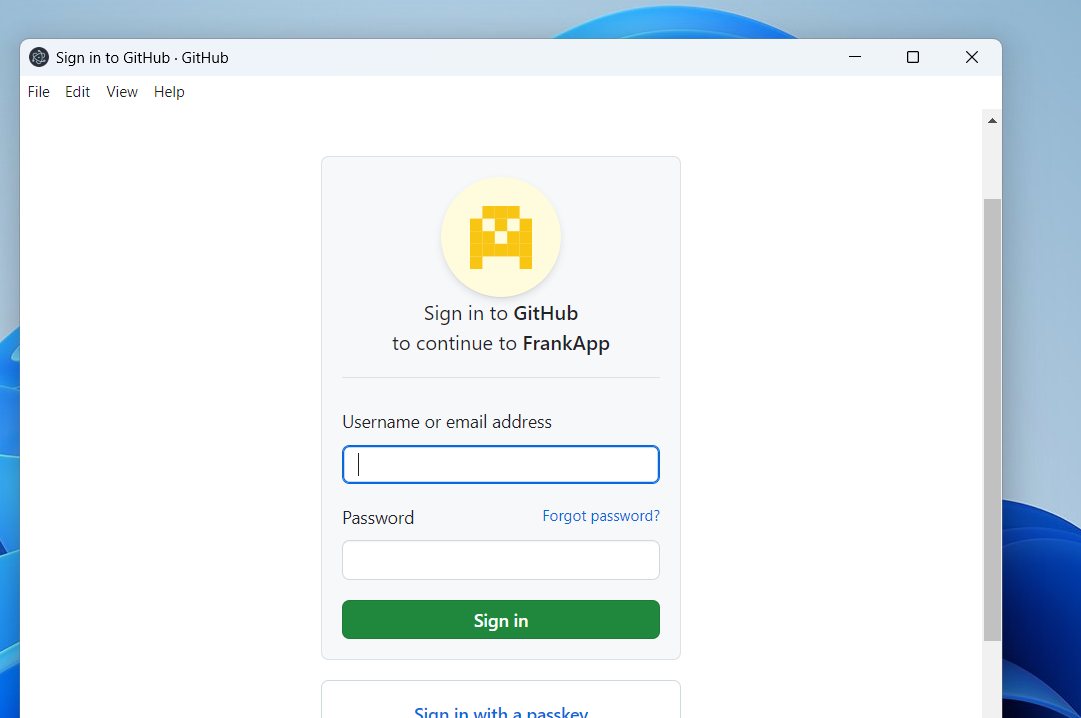 Sign in to GitHub · GitHub
File Edit View Help
Sign in to GitHub
to continue to FrankApp
Username or email address
Password
Forgot password?
Sign in
Sign in with a passkey